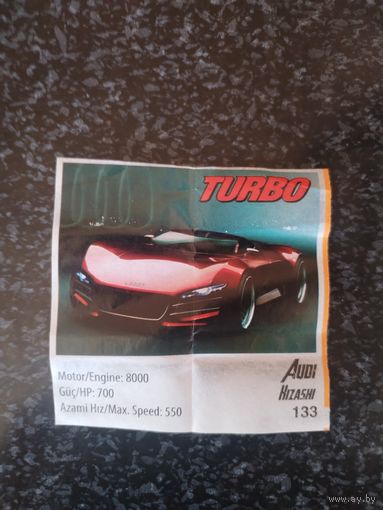 TURBO
Motor/Engine: 8000
Güç/HP: 700
Azami Hız/Max. Speed: 550
AUDI
HIZASHI
133
www.ay.by